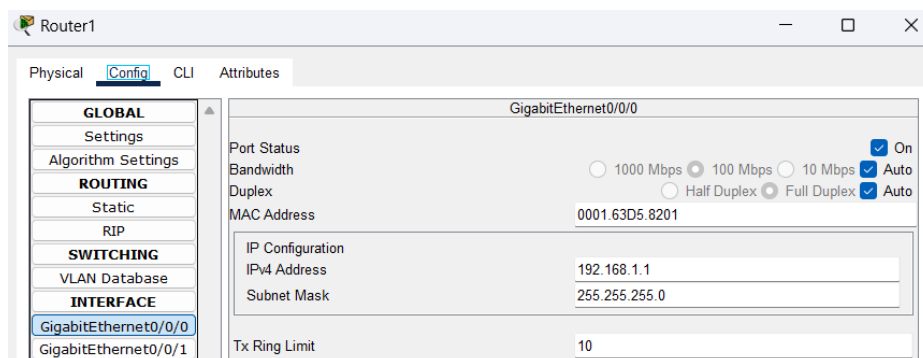 Router1
Physical Config CLI Attributes
GLOBAL
Settings
Algorithm Settings
ROUTING
Static
RIP
SWITCHING
VLAN Database
INTERFACE
GigabitEthernet0/0/0
GigabitEthernet0/0/1
GigabitEthernet0/0/0
Port Status On
Bandwidth 1000 Mbps 100 Mbps 10 Mbps Auto
Duplex Half Duplex Full Duplex Auto
MAC Address 0001.63D5.8201
IP Configuration
IPv4 Address 192.168.1.1
Subnet Mask 255.255.255.0
Tx Ring Limit 10